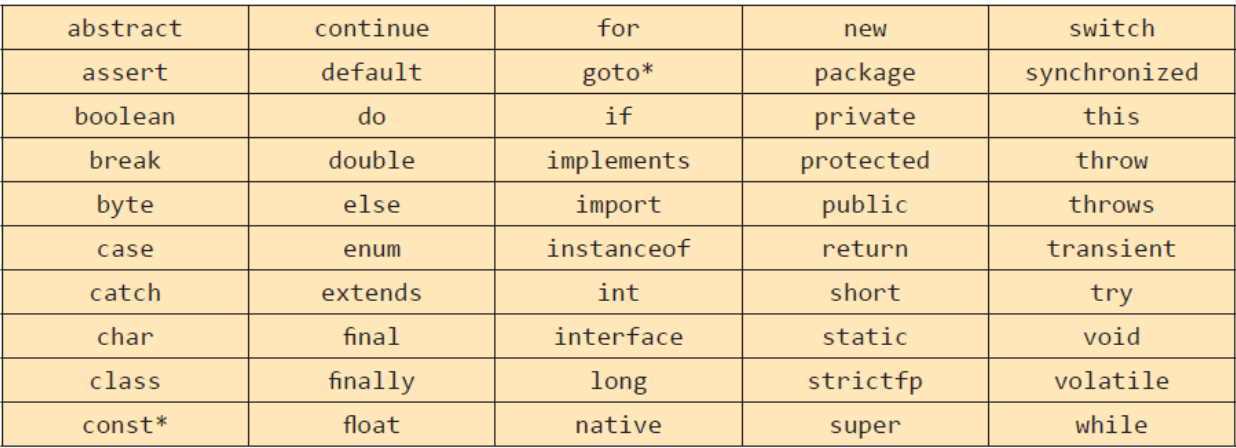 abstract continue for new switch
assert default goto* package synchronized
boolean do if private this
break double implements protected throw
byte else import public throws
case enum instanceof return transient
catch extends int short try
char final interface static void
class finally long strictfp volatile
const* float native super while